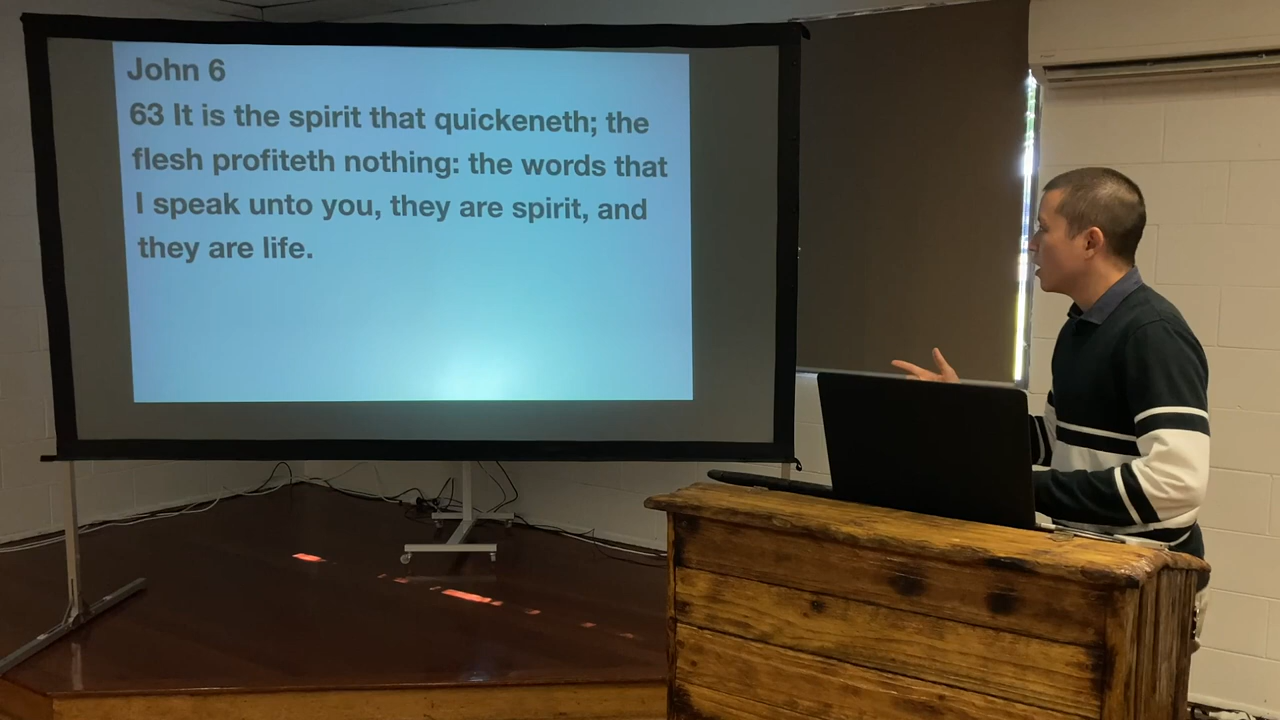 John 6
63 It is the spirit that quickeneth; the
flesh profiteth nothing: the words that
I speak unto you, they are spirit, and
they are life.